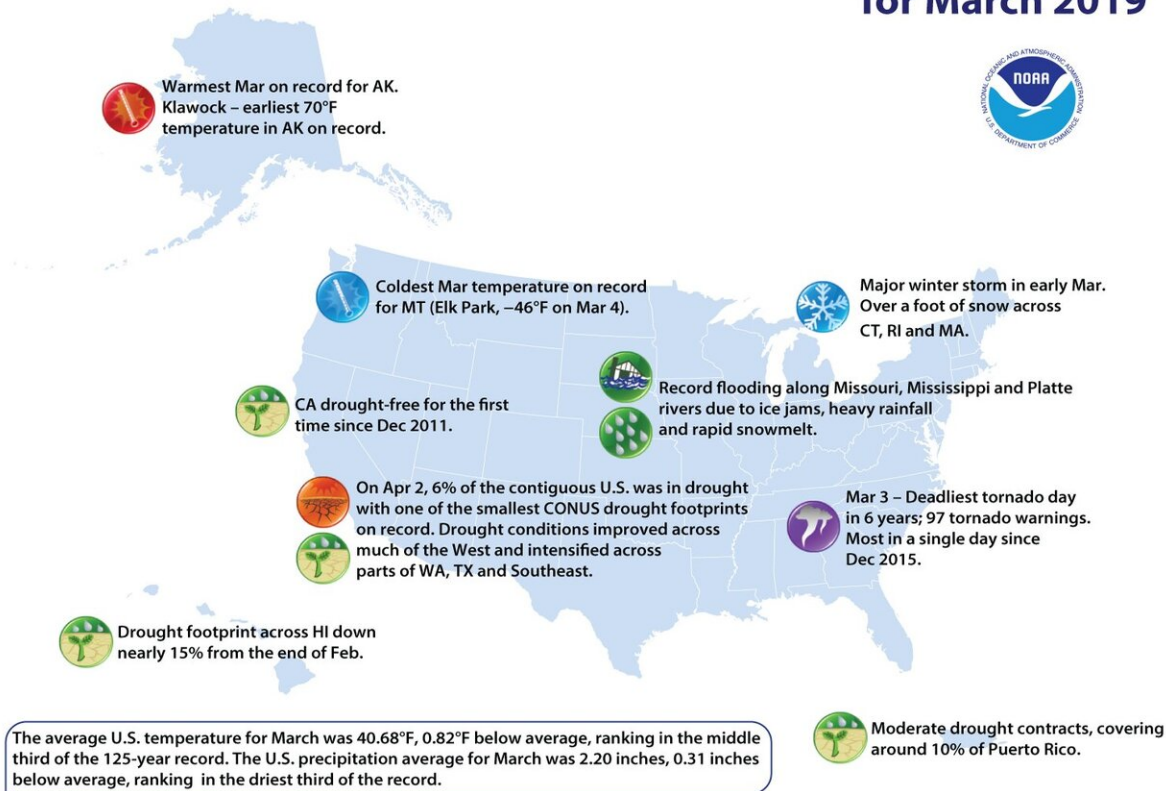 for March 2019
NATIONAL OCEANIC AND ATMOSPHERIC ADMINISTRATION
NOAA
U.S. DEPARTMENT OF COMMERCE
Warmest Mar on record for AK.
Klawock – earliest 70°F
temperature in AK on record.
Coldest Mar temperature on record
for MT (Elk Park, –46°F on Mar 4).
Major winter storm in early Mar.
Over a foot of snow across
CT, RI and MA.
Record flooding along Missouri, Mississippi and Platte
rivers due to ice jams, heavy rainfall
and rapid snowmelt.
CA drought-free for the first
time since Dec 2011.
On Apr 2, 6% of the contiguous U.S. was in drought
with one of the smallest CONUS drought footprints
on record. Drought conditions improved across
much of the West and intensified across
parts of WA, TX and Southeast.
Mar 3 – Deadliest tornado day
in 6 years; 97 tornado warnings.
Most in a single day since
Dec 2015.
Drought footprint across HI down
nearly 15% from the end of Feb.
The average U.S. temperature for March was 40.68°F, 0.82°F below average, ranking in the middle
third of the 125-year record. The U.S. precipitation average for March was 2.20 inches, 0.31 inches
below average, ranking in the driest third of the record.
Moderate drought contracts, covering
around 10% of Puerto Rico.